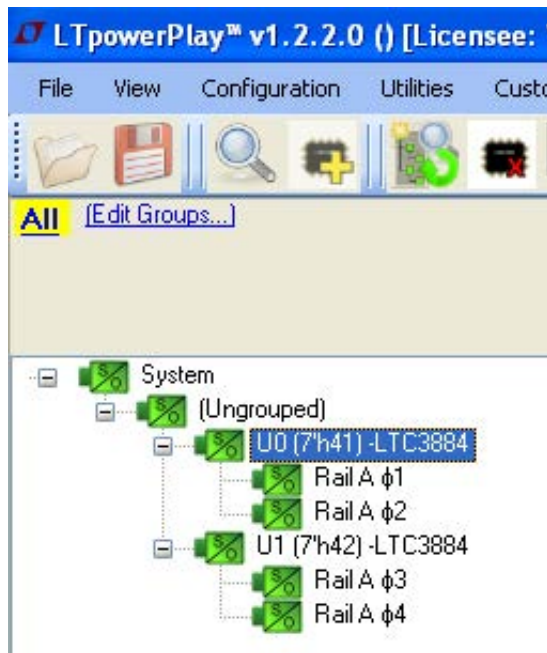 LTpowerPlay™ v1.2.2.0 () [Licensee:
File View Configuration Utilities
All (Edit Groups...)
System
(Ungrouped)
U0 (7'h41) -LTC3884
Rail A ϕ1
Rail A ϕ2
U1 (7'h42) -LTC3884
Rail A ϕ3
Rail A ϕ4